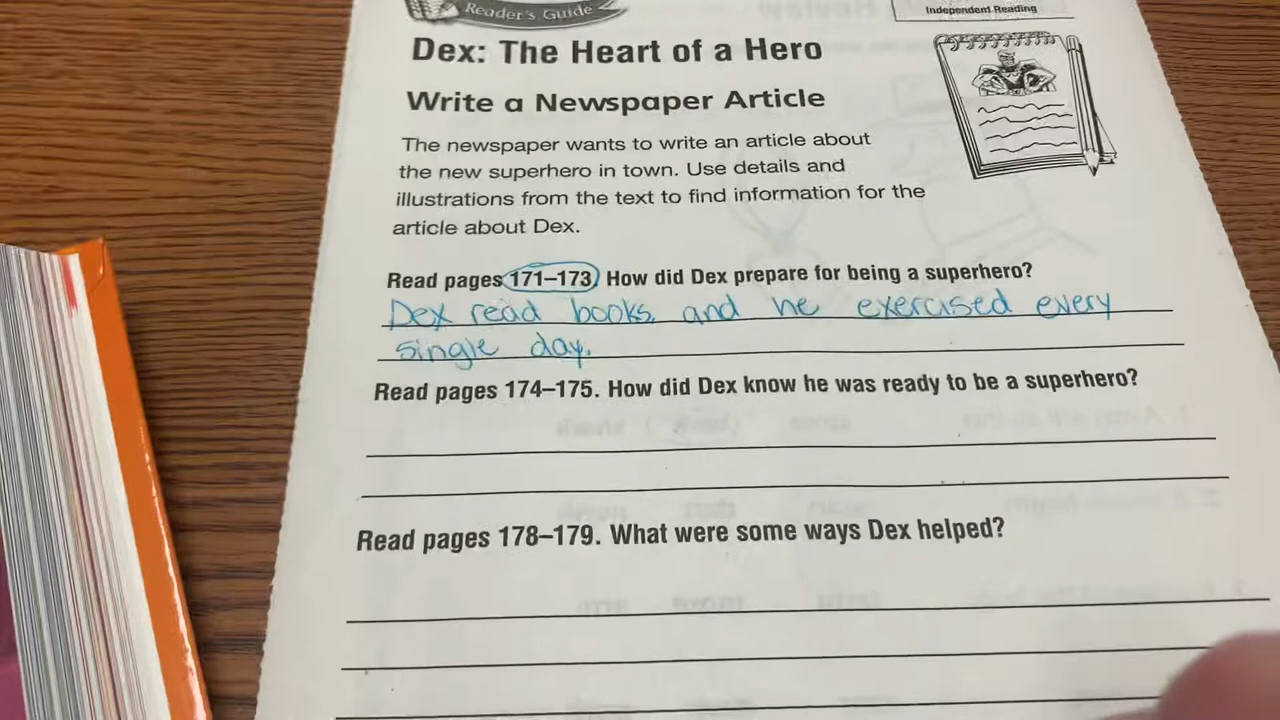 Reader's Guide
Independent Reading
Dex: The Heart of a Hero
Write a Newspaper Article
The newspaper wants to write an article about
the new superhero in town. Use details and
illustrations from the text to find information for the
article about Dex.
Read pages 171–173. How did Dex prepare for being a superhero?
Dex read books, and he exercised every
single day.
Read pages 174–175. How did Dex know he was ready to be a superhero?
Read pages 178–179. What were some ways Dex helped?